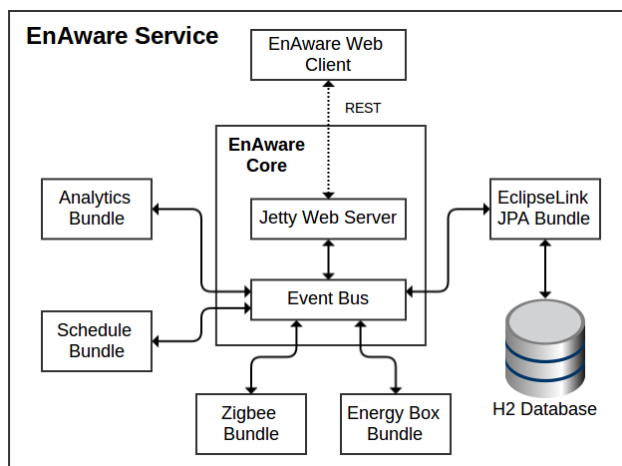 EnAware Service
EnAware Web
Client
REST
EnAware
Core
Analytics
Bundle
Jetty Web Server
EclipseLink
JPA Bundle
Event Bus
Schedule
Bundle
Zigbee
Bundle
Energy Box
Bundle
H2 Database